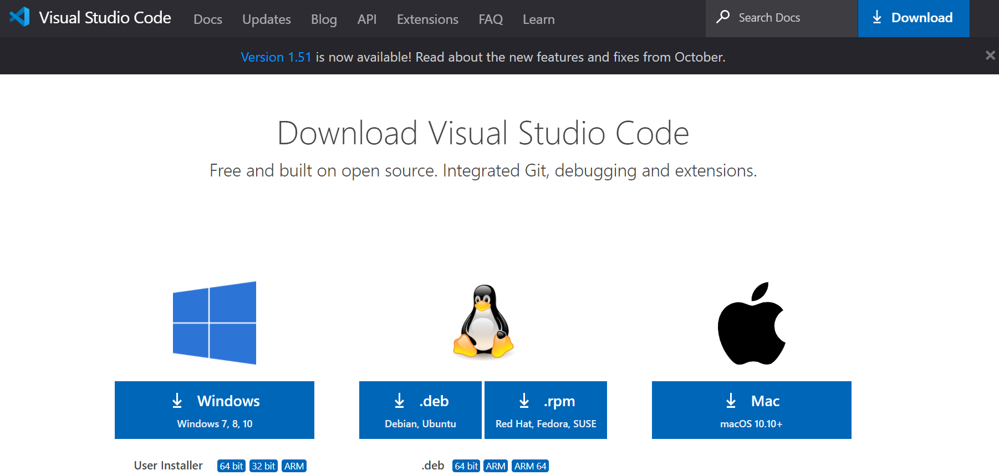 Visual Studio Code Docs Updates Blog API Extensions FAQ Learn Search Docs Download
Version 1.51 is now available! Read about the new features and fixes from October.
Download Visual Studio Code
Free and built on open source. Integrated Git, debugging and extensions.
Windows
Windows 7, 8, 10
.deb
Debian, Ubuntu
.rpm
Red Hat, Fedora, SUSE
Mac
macOS 10.10+
User Installer 64 bit 32 bit ARM
.deb 64 bit ARM ARM 64